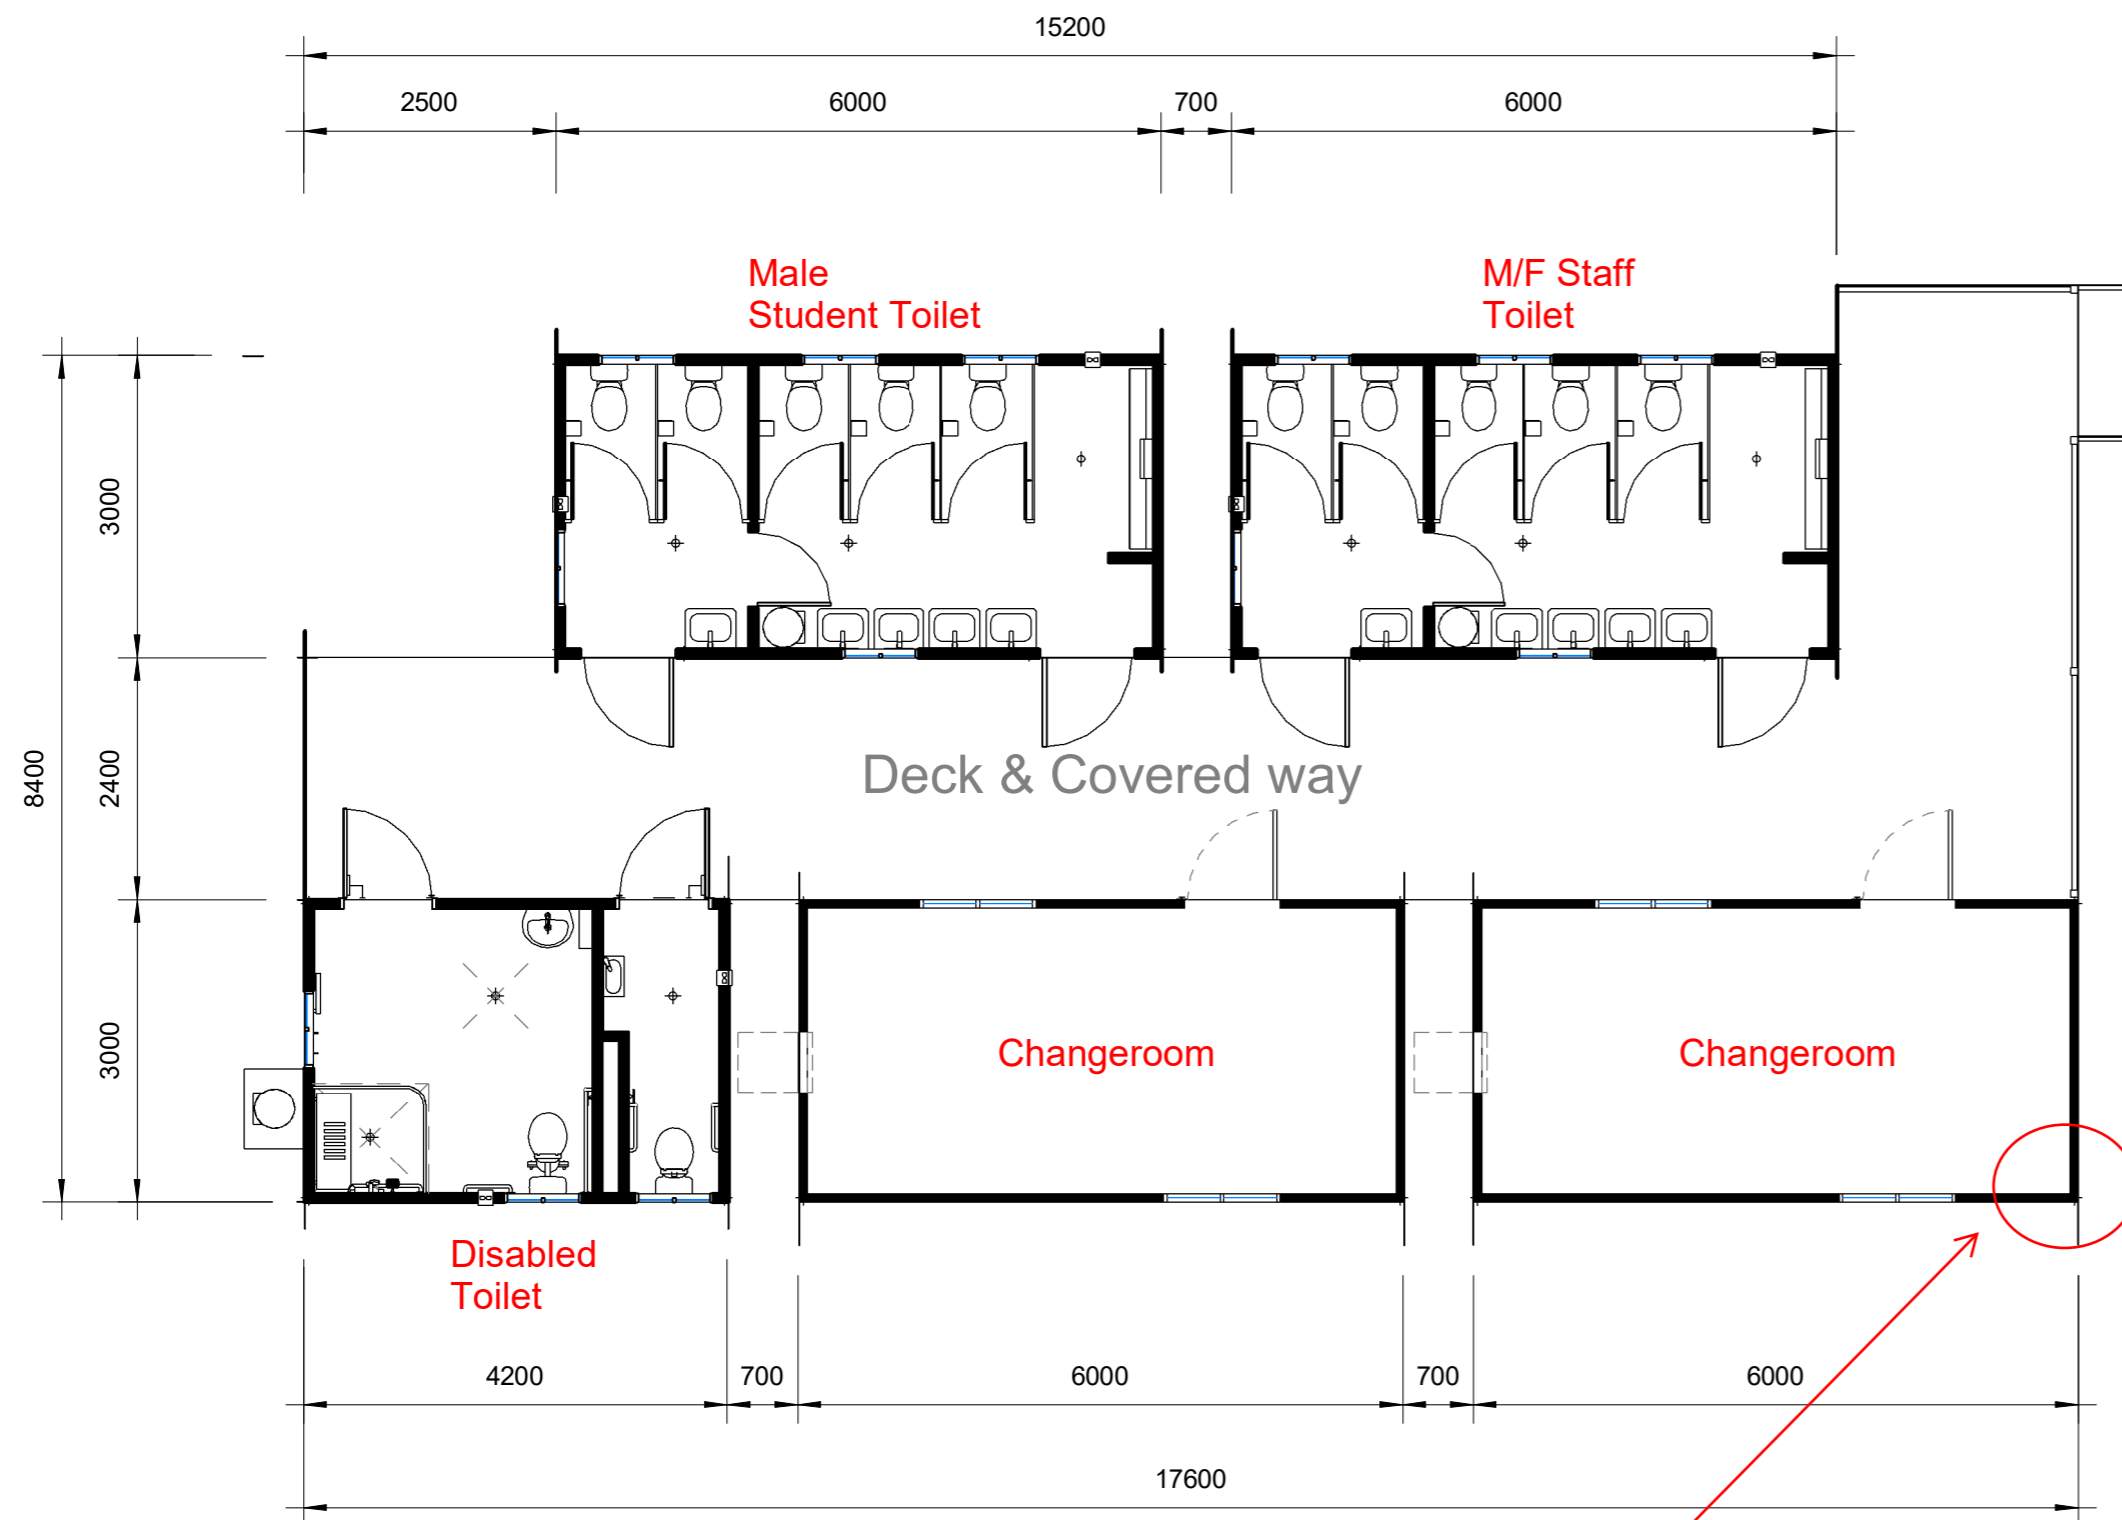 15200
2500
6000
700
6000
Male
Student Toilet
M/F Staff
Toilet
3000
8400
2400
Deck & Covered way
3000
Changeroom
Changeroom
Disabled
Toilet
4200
700
6000
700
6000
17600